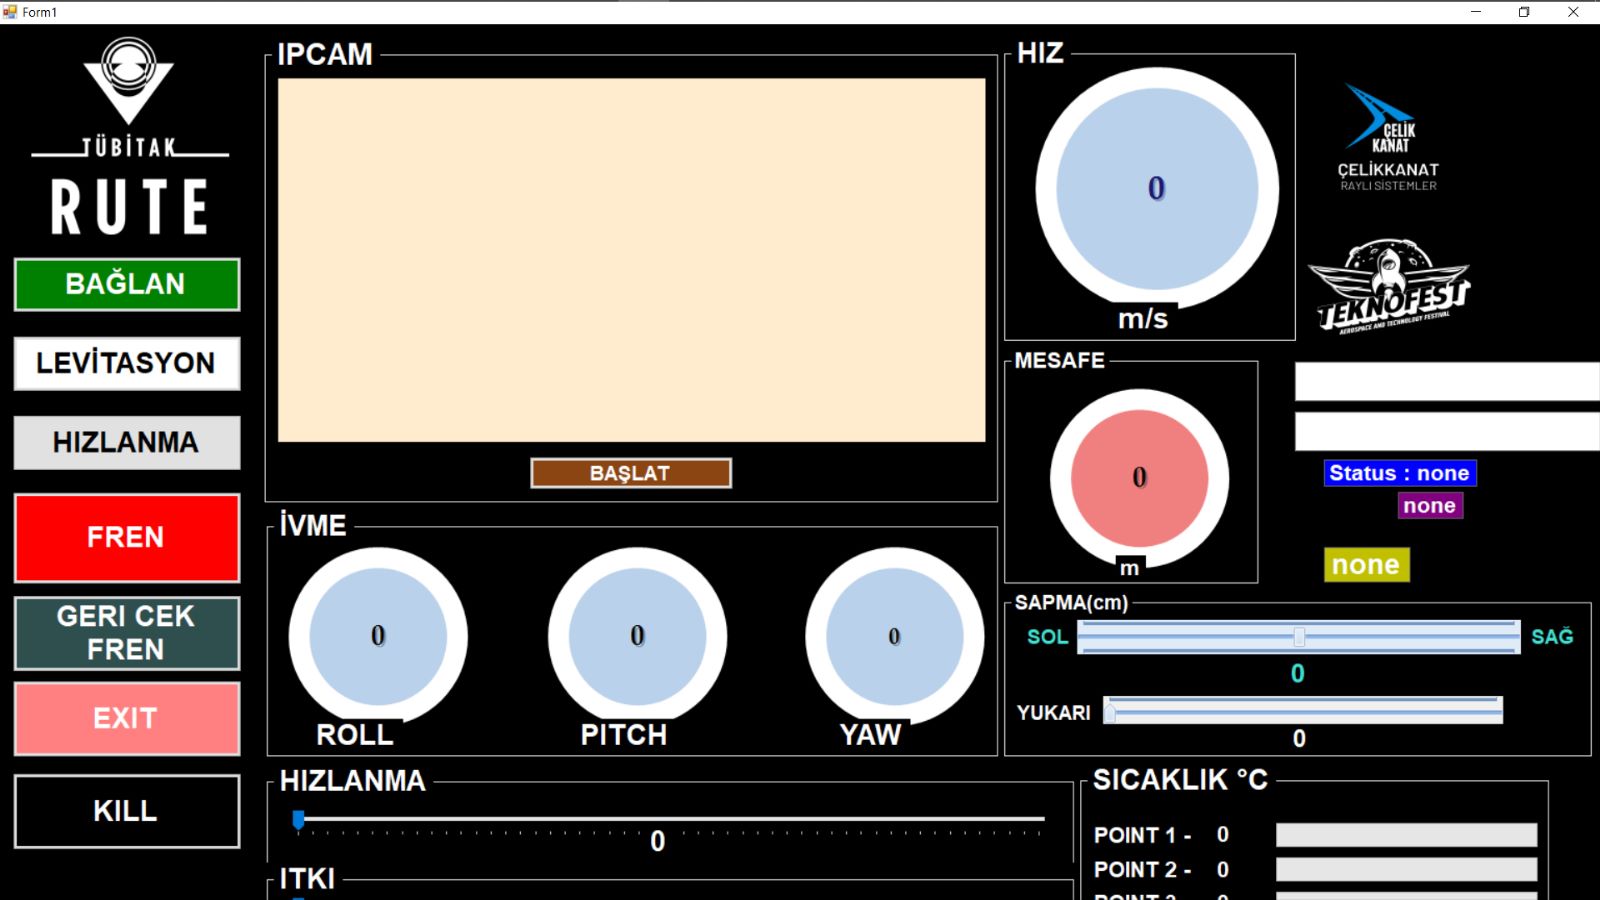 Form1
TÜBİTAK
RUTE
BAĞLAN
LEVİTASYON
HIZLANMA
FREN
GERI CEK
FREN
EXIT
KILL
IPCAM
BAŞLAT
İVME
0
0
0
ROLL
PITCH
YAW
HIZLANMA
0
ITKI
HIZ
0
m/s
MESAFE
0
m
ÇELİK
KANAT
ÇELİKKANAT
RAYLI SİSTEMLER
TEKNOFEST
AEROSPACE AND TECHNOLOGY FESTIVAL
Status : none
none
none
SAPMA(cm)
SOL
SAĞ
0
YUKARI
0
SICAKLIK °C
POINT 1 - 0
POINT 2 - 0